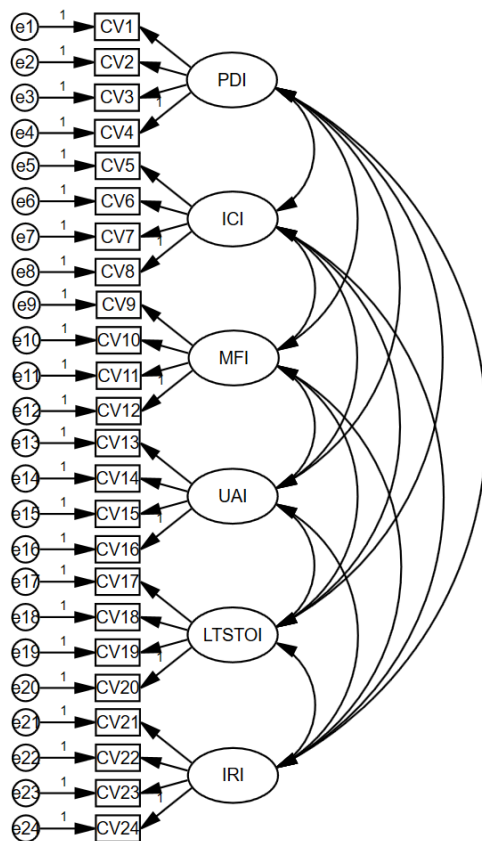 e1 1 CV1
e2 1 CV2
PDI
e3 1 CV3
1
e4 1 CV4
e5 1 CV5
e6 1 CV6
ICI
e7 1 CV7
1
e8 1 CV8
e9 1 CV9
e10 1 CV10
MFI
e11 1 CV11
1
e12 1 CV12
e13 1 CV13
e14 1 CV14
UAI
e15 1 CV15
1
e16 1 CV16
e17 1 CV17
e18 1 CV18
LTSTOI
e19 1 CV19
1
e20 1 CV20
e21 1 CV21
e22 1 CV22
IRI
e23 1 CV23
1
e24 1 CV24